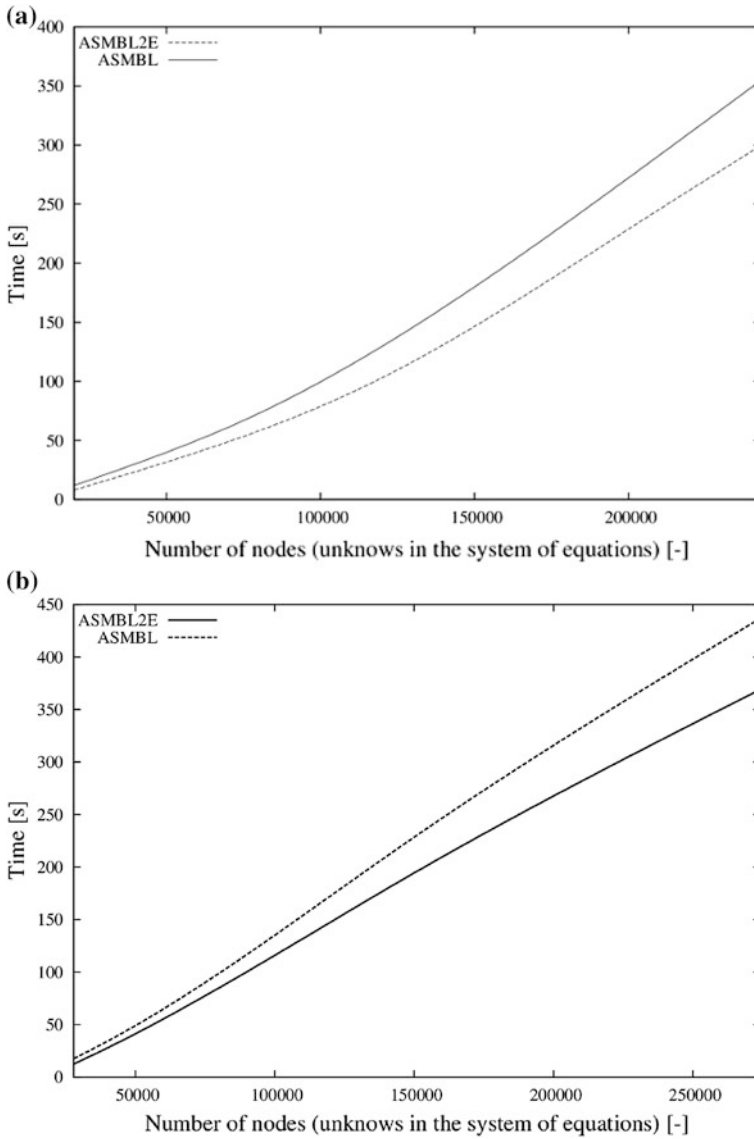 (a)
400
350
300
250
200
150
100
50
0
Time [s]
ASMBL2E
ASMBL
50000 100000 150000 200000
Number of nodes (unknows in the system of equations) [-]
(b)
450
400
350
300
250
200
150
100
50
0
Time [s]
ASMBL2E
ASMBL
50000 100000 150000 200000 250000
Number of nodes (unknows in the system of equations) [-]